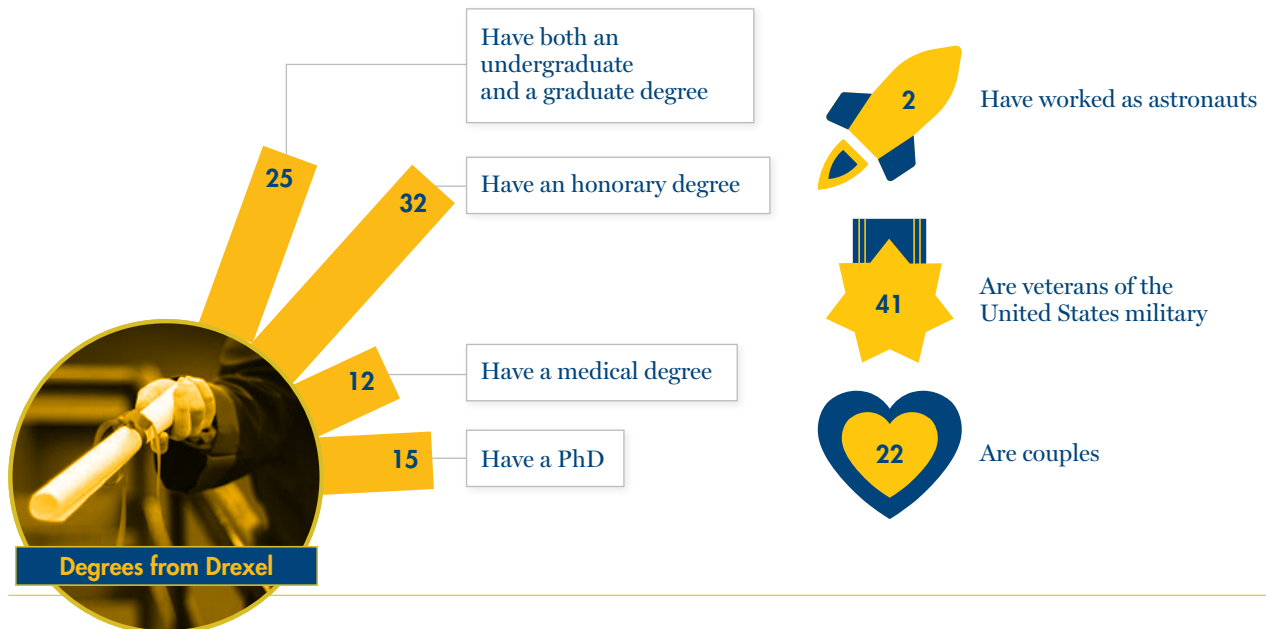 25
Have both an
undergraduate
and a graduate degree
32
Have an honorary degree
12
Have a medical degree
15
Have a PhD
Degrees from Drexel
2
Have worked as astronauts
41
Are veterans of the
United States military
22
Are couples